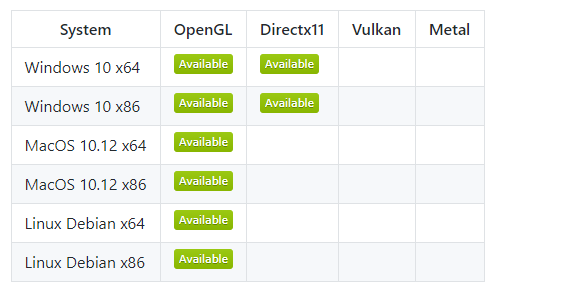 System OpenGL Directx11 Vulkan Metal
Windows 10 x64 Available Available
Windows 10 x86 Available Available
MacOS 10.12 x64 Available
MacOS 10.12 x86 Available
Linux Debian x64 Available
Linux Debian x86 Available